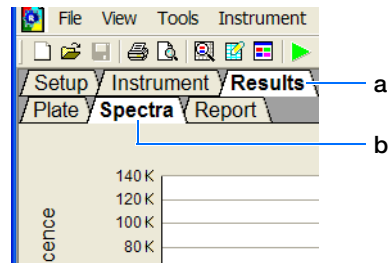 File View Tools Instrument
Setup Instrument Results
a
Plate Spectra Report
b
140 K
120 K
100 K
80 K
cence